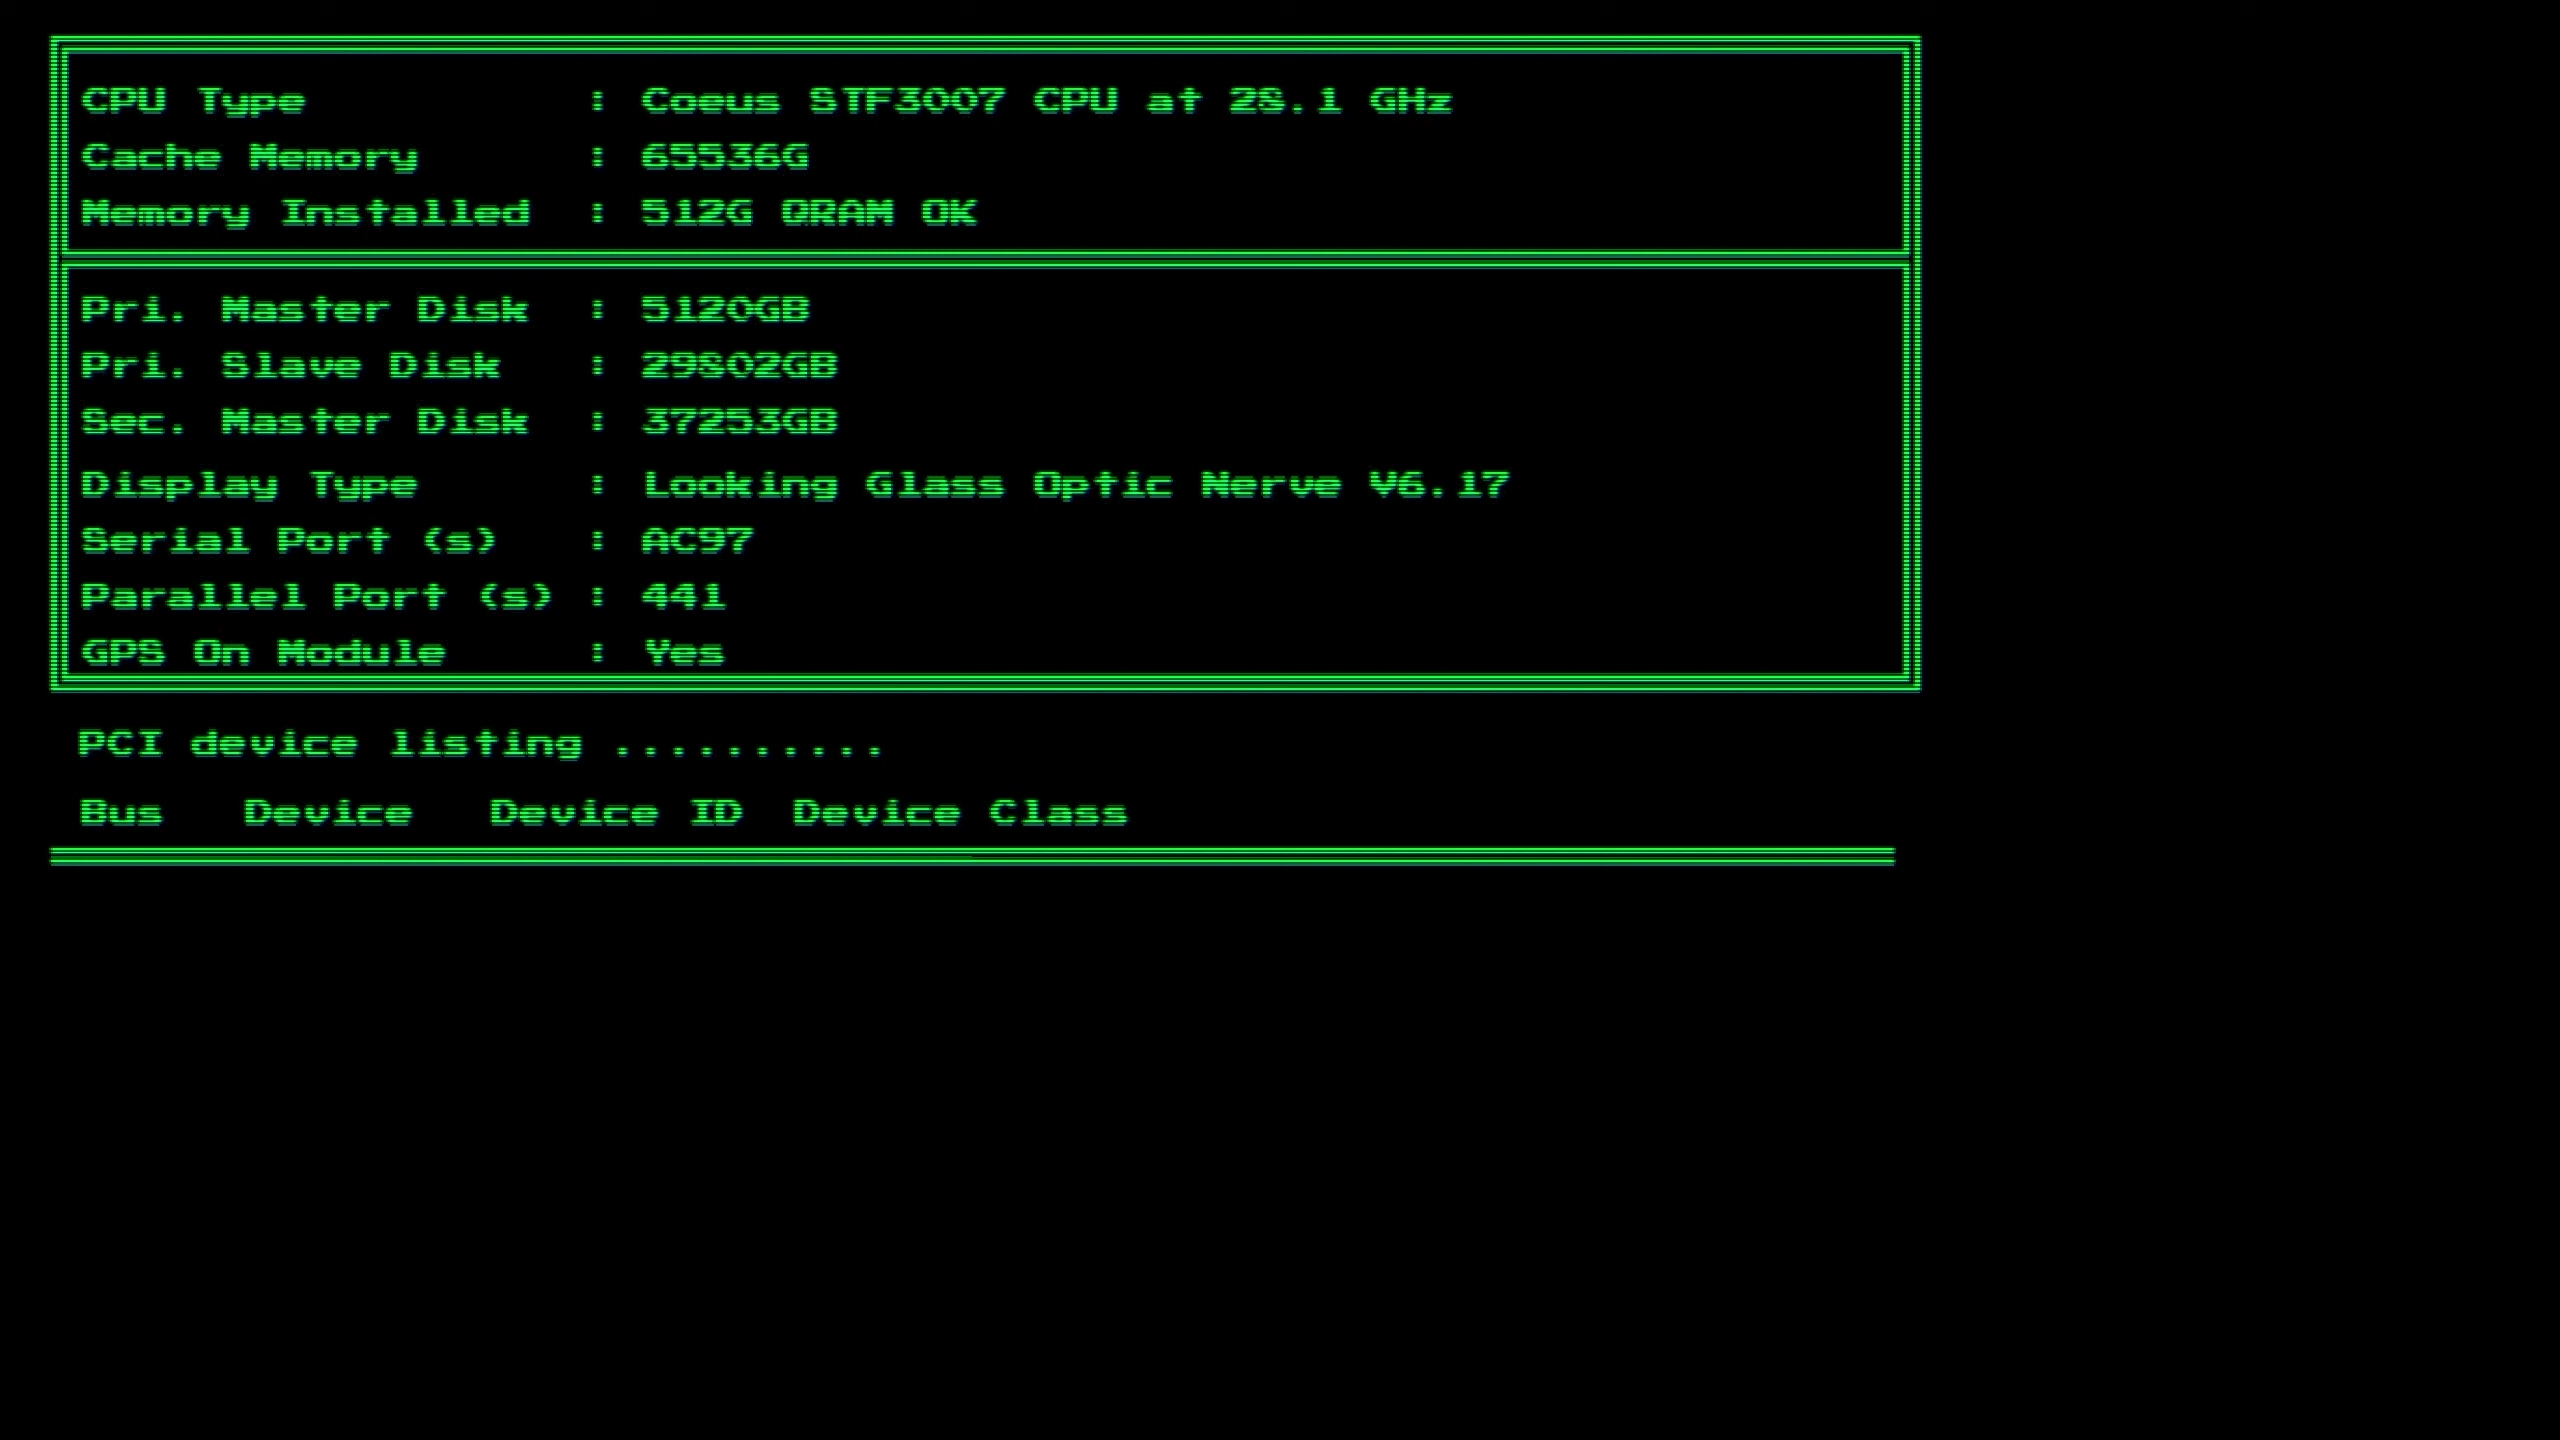 CPU Type : Coeus STF3007 CPU at 28.1 GHz
Cache Memory : 65536G
Memory Installed : 512G QRAM OK
Pri. Master Disk : 5120GB
Pri. Slave Disk : 29802GB
Sec. Master Disk : 37253GB
Display Type : Looking Glass Optic Nerve V6.17
Serial Port (s) : AC97
Parallel Port (s) : 441
GPS On Module : Yes
PCI device listing ..........
Bus Device Device ID Device Class